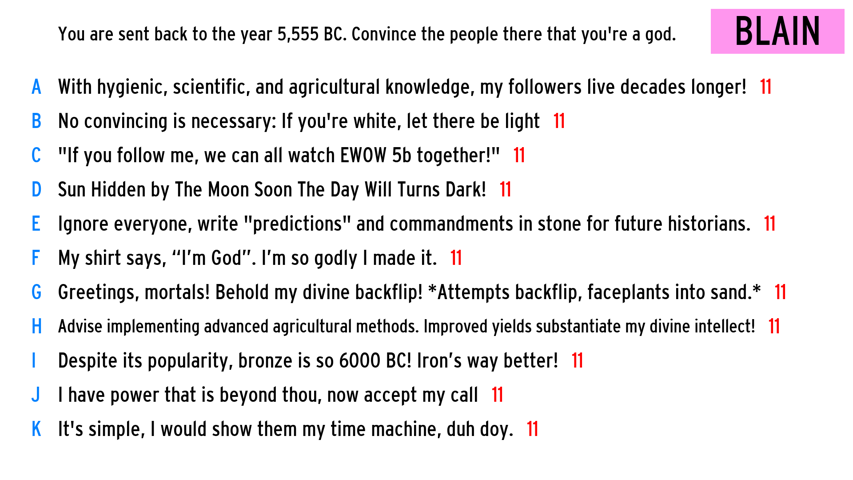 You are sent back to the year 5,555 BC. Convince the people there that you're a god.
BLAIN
A With hygienic, scientific, and agricultural knowledge, my followers live decades longer! 11
B No convincing is necessary: If you're white, let there be light 11
C "If you follow me, we can all watch EWOW 5b together!" 11
D Sun Hidden by The Moon Soon The Day Will Turns Dark! 11
E Ignore everyone, write "predictions" and commandments in stone for future historians. 11
F My shirt says, “I’m God”. I’m so godly I made it. 11
G Greetings, mortals! Behold my divine backflip! *Attempts backflip, faceplants into sand.* 11
H Advise implementing advanced agricultural methods. Improved yields substantiate my divine intellect! 11
I Despite its popularity, bronze is so 6000 BC! Iron’s way better! 11
J I have power that is beyond thou, now accept my call 11
K It's simple, I would show them my time machine, duh doy. 11